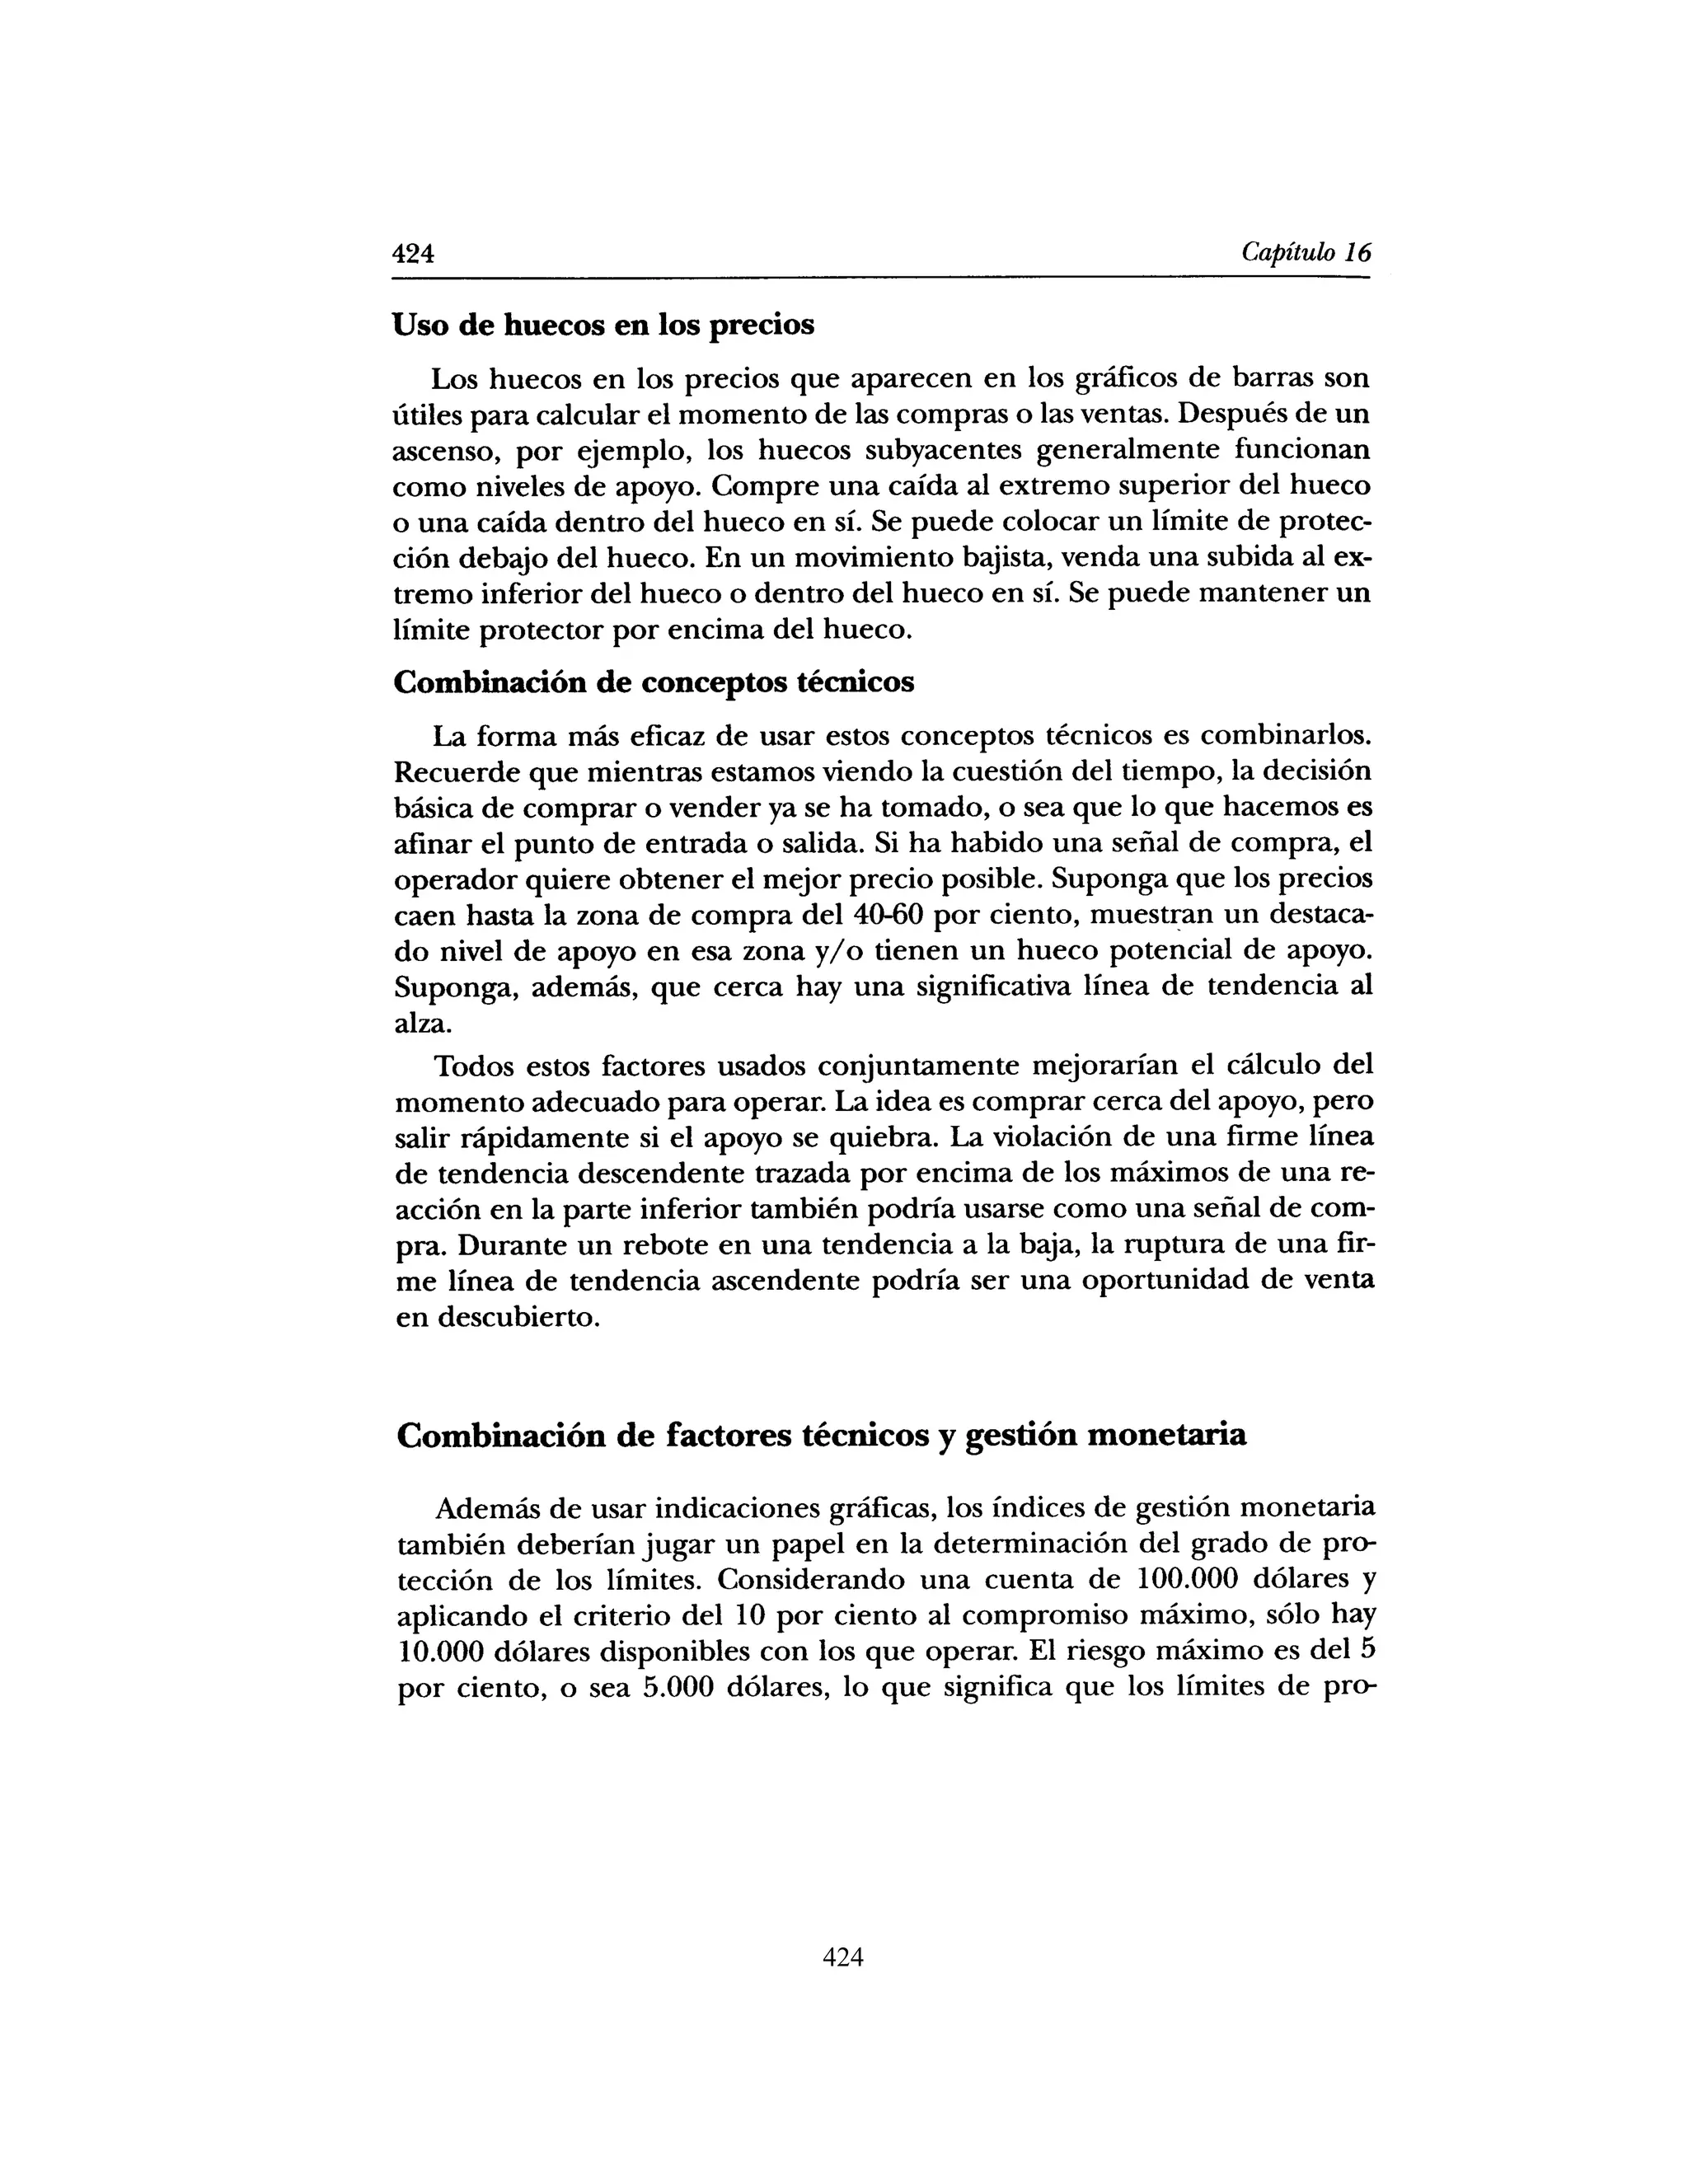 424 Capítulo 16
Uso de huecos en los precios
Los huecos en los precios que aparecen en los gráficos de barras son
útiles para calcular el momento de las compras o las ventas. Después de un
ascenso, por ejemplo, los huecos subyacentes generalmente funcionan
como niveles de apoyo. Compre una caída al extremo superior del hueco
o una caída dentro del hueco en sí. Se puede colocar un límite de protec-
ción debajo del hueco. En un movimiento bajista, venda una subida al ex-
tremo inferior del hueco o dentro del hueco en sí. Se puede mantener un
límite protector por encima del hueco.
Combinación de conceptos técnicos
La forma más eficaz de usar estos conceptos técnicos es combinarlos.
Recuerde que mientras estamos viendo la cuestión del tiempo, la decisión
básica de comprar o vender ya se ha tomado, o sea que lo que hacemos es
afinar el punto de entrada o salida. Si ha habido una señal de compra, el
operador quiere obtener el mejor precio posible. Suponga que los precios
caen hasta la zona de compra del 40-60 por ciento, muestran un destaca-
do nivel de apoyo en esa zona y/o tienen un hueco potencial de apoyo.
Suponga, además, que cerca hay una significativa línea de tendencia al
alza.
Todos estos factores usados conjuntamente mejorarían el cálculo del
momento adecuado para operar. La idea es comprar cerca del apoyo, pero
salir rápidamente si el apoyo se quiebra. La violación de una firme línea
de tendencia descendente trazada por encima de los máximos de una re-
acción en la parte inferior también podría usarse como una señal de com-
pra. Durante un rebote en una tendencia a la baja, la ruptura de una fir-
me línea de tendencia ascendente podría ser una oportunidad de venta
en descubierto.
Combinación de factores técnicos y gestión monetaria
Además de usar indicaciones gráficas, los índices de gestión monetaria
también deberían jugar un papel en la determinación del grado de pro-
tección de los límites. Considerando una cuenta de 100.000 dólares y
aplicando el criterio del 10 por ciento al compromiso máximo, sólo hay
10.000 dólares disponibles con los que operar. El riesgo máximo es del 5
por ciento, o sea 5.000 dólares, lo que significa que los límites de pro-
424